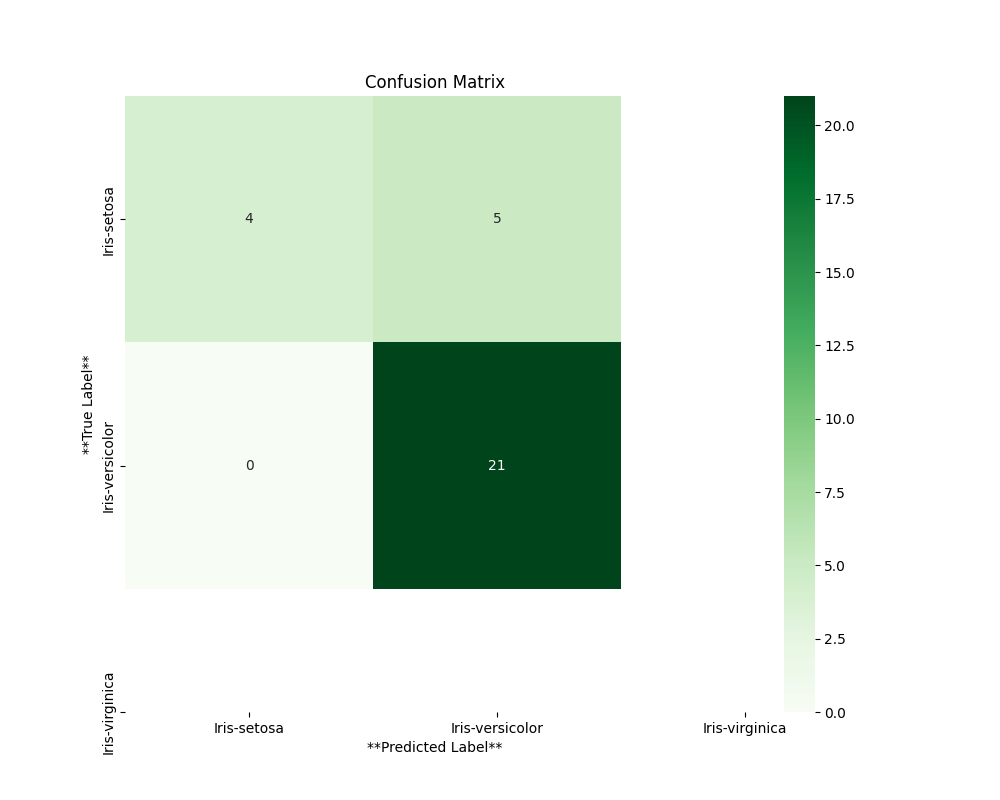 Confusion Matrix
**True Label**
Iris-setosa
Iris-versicolor
Iris-virginica
4 5
0 21
Iris-setosa Iris-versicolor Iris-virginica
**Predicted Label**
20.0
17.5
15.0
12.5
10.0
7.5
5.0
2.5
0.0